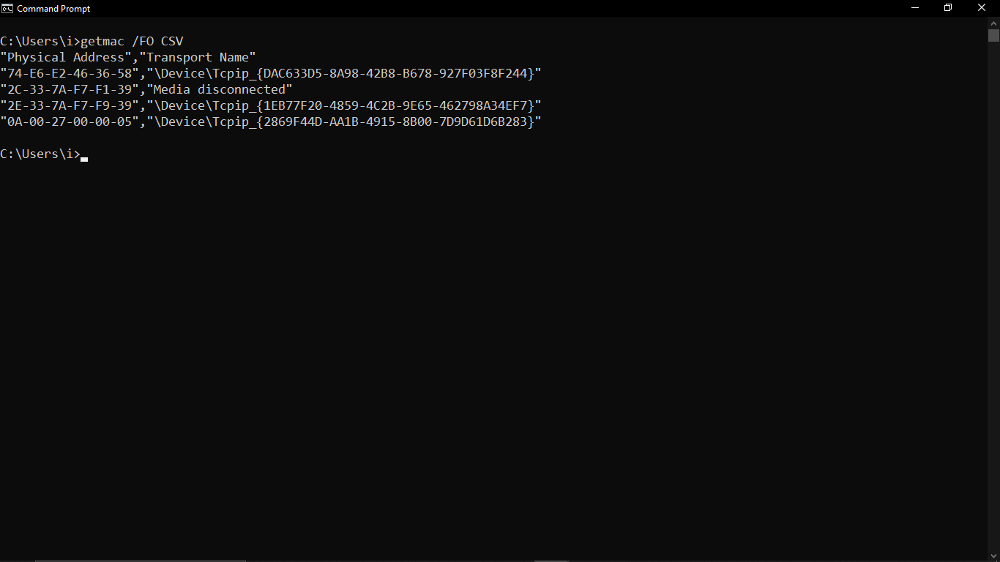 Command Prompt
C:\Users\i>getmac /FO CSV
"Physical Address","Transport Name"
"74-E6-E2-46-36-58","\Device\Tcpip_{DAC633D5-8A98-42B8-B678-927F03F8F244}"
"2C-33-7A-F7-F1-39","Media disconnected"
"2E-33-7A-F7-F9-39","\Device\Tcpip_{1EB77F20-4859-4C2B-9E65-462798A34EF7}"
"0A-00-27-00-00-05","\Device\Tcpip_{2869F44D-AA1B-4915-8B00-7D9D61D6B283}"
C:\Users\i>